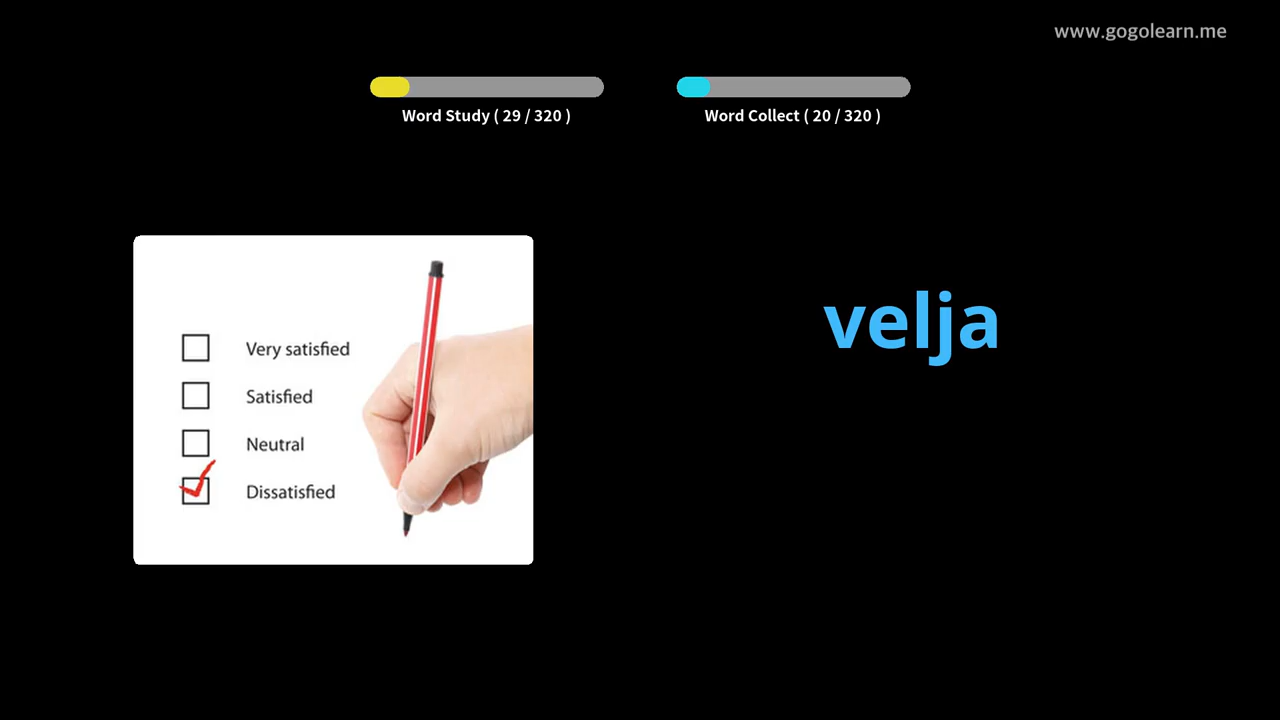 www.gogolearn.me
Word Study ( 29 / 320 )
Word Collect ( 20 / 320 )
velja
Very satisfied
Satisfied
Neutral
Dissatisfied